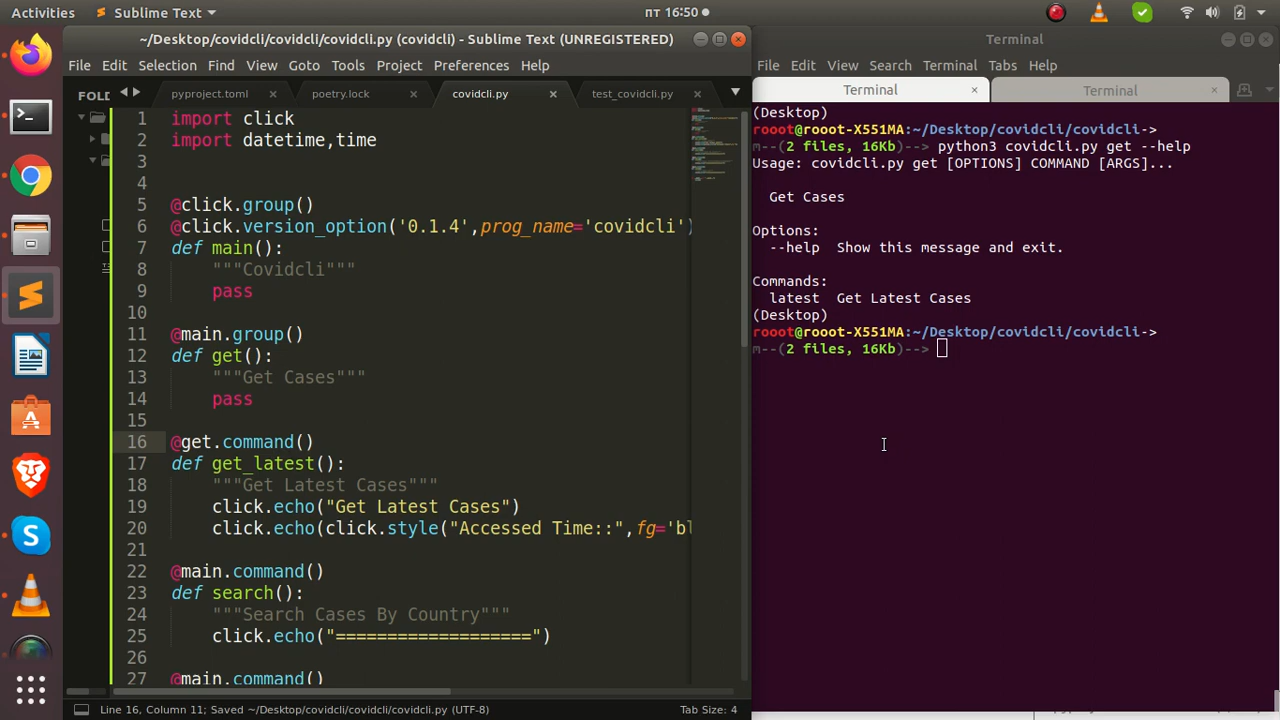 Activities
Sublime Text
пт 16:50
~/Desktop/covidcli/covidcli/covidcli.py (covidcli) - Sublime Text (UNREGISTERED)
File Edit Selection Find View Goto Tools Project Preferences Help
FOLD
pyproject.toml
poetry.lock
covidcli.py
test_covidcli.py
1 import click
2 import datetime,time
3
4
5 @click.group()
6 @click.version_option('0.1.4',prog_name='covidcli')
7 def main():
8 """Covidcli"""
9 pass
10
11 @main.group()
12 def get():
13 """Get Cases"""
14 pass
15
16 @get.command()
17 def get_latest():
18 """Get Latest Cases"""
19 click.echo("Get Latest Cases")
20 click.echo(click.style("Accessed Time::",fg='bl
21
22 @main.command()
23 def search():
24 """Search Cases By Country"""
25 click.echo("===================")
26
27 @main.command()
Line 16, Column 11; Saved ~/Desktop/covidcli/covidcli/covidcli.py (UTF-8)
Tab Size: 4
Terminal
File Edit View Search Terminal Tabs Help
Terminal
Terminal
(Desktop)
rooot@rooot-X551MA:~/Desktop/covidcli/covidcli->
m--(2 files, 16Kb)--> python3 covidcli.py get --help
Usage: covidcli.py get [OPTIONS] COMMAND [ARGS]...
Get Cases
Options:
--help Show this message and exit.
Commands:
latest Get Latest Cases
(Desktop)
rooot@rooot-X551MA:~/Desktop/covidcli/covidcli->
m--(2 files, 16Kb)-->